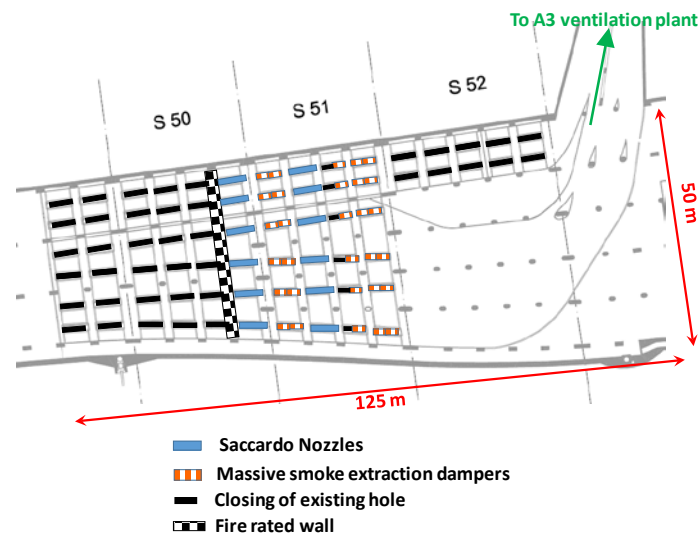 To A3 ventilation plant
S 52
S 51
S 50
50 m
125 m
Saccardo Nozzles
Massive smoke extraction dampers
Closing of existing hole
Fire rated wall